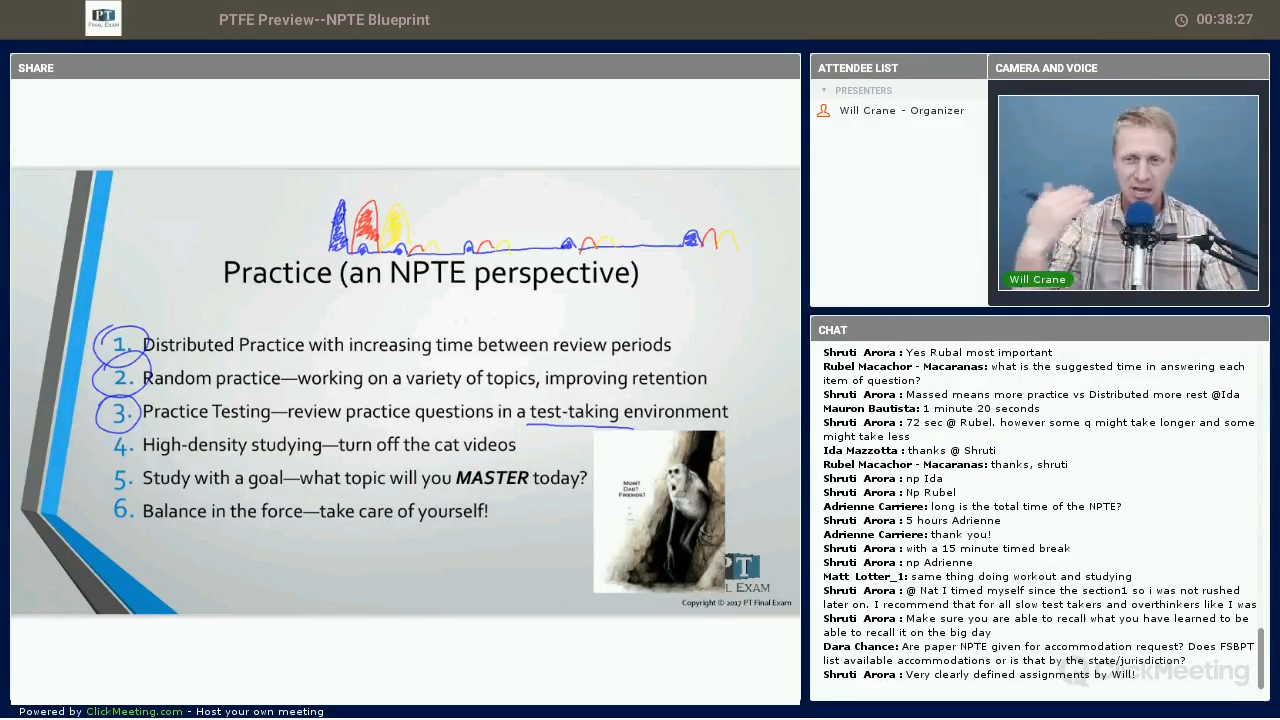 PT
FINAL EXAM
PTFE Preview--NPTE Blueprint
00:38:27
SHARE
Practice (an NPTE perspective)
1. Distributed Practice with increasing time between review periods
2. Random practice—working on a variety of topics, improving retention
3. Practice Testing—review practice questions in a test-taking environment
4. High-density studying—turn off the cat videos
5. Study with a goal—what topic will you MASTER today?
6. Balance in the force—take care of yourself!
MOM?
DAD?
FRIENDS?
PT
L EXAM
Copyright © 2017 PT Final Exam
ATTENDEE LIST
PRESENTERS
Will Crane - Organizer
CAMERA AND VOICE
Will Crane
CHAT
Shruti Arora : Yes Rubal most important
Rubel Macachor - Macaranas: what is the suggested time in answering each
item of question?
Shruti Arora : Massed means more practice vs Distributed more rest @Ida
Mauron Bautista: 1 minute 20 seconds
Shruti Arora : 72 sec @ Rubel. however some q might take longer and some
might take less
Ida Mazzotta : thanks @ Shruti
Rubel Macachor - Macaranas: thanks, shruti
Shruti Arora : np Ida
Shruti Arora : Np Rubel
Adrienne Carriere: long is the total time of the NPTE?
Shruti Arora : 5 hours Adrienne
Adrienne Carriere: thank you!
Shruti Arora : with a 15 minute timed break
Shruti Arora : np Adrienne
Matt Lotter_1: same thing doing workout and studying
Shruti Arora : @ Nat I timed myself since the section1 so i was not rushed
later on. I recommend that for all slow test takers and overthinkers like I was
Shruti Arora : Make sure you are able to recall what you have learned to be
able to recall it on the big day
Dara Chance: Are paper NPTE given for accommodation request? Does FSBPT
list available accommodations or is that by the state/jurisdiction?
Shruti Arora : Very clearly defined assignments by Will!
ClickMeeting
Powered by ClickMeeting.com - Host your own meeting